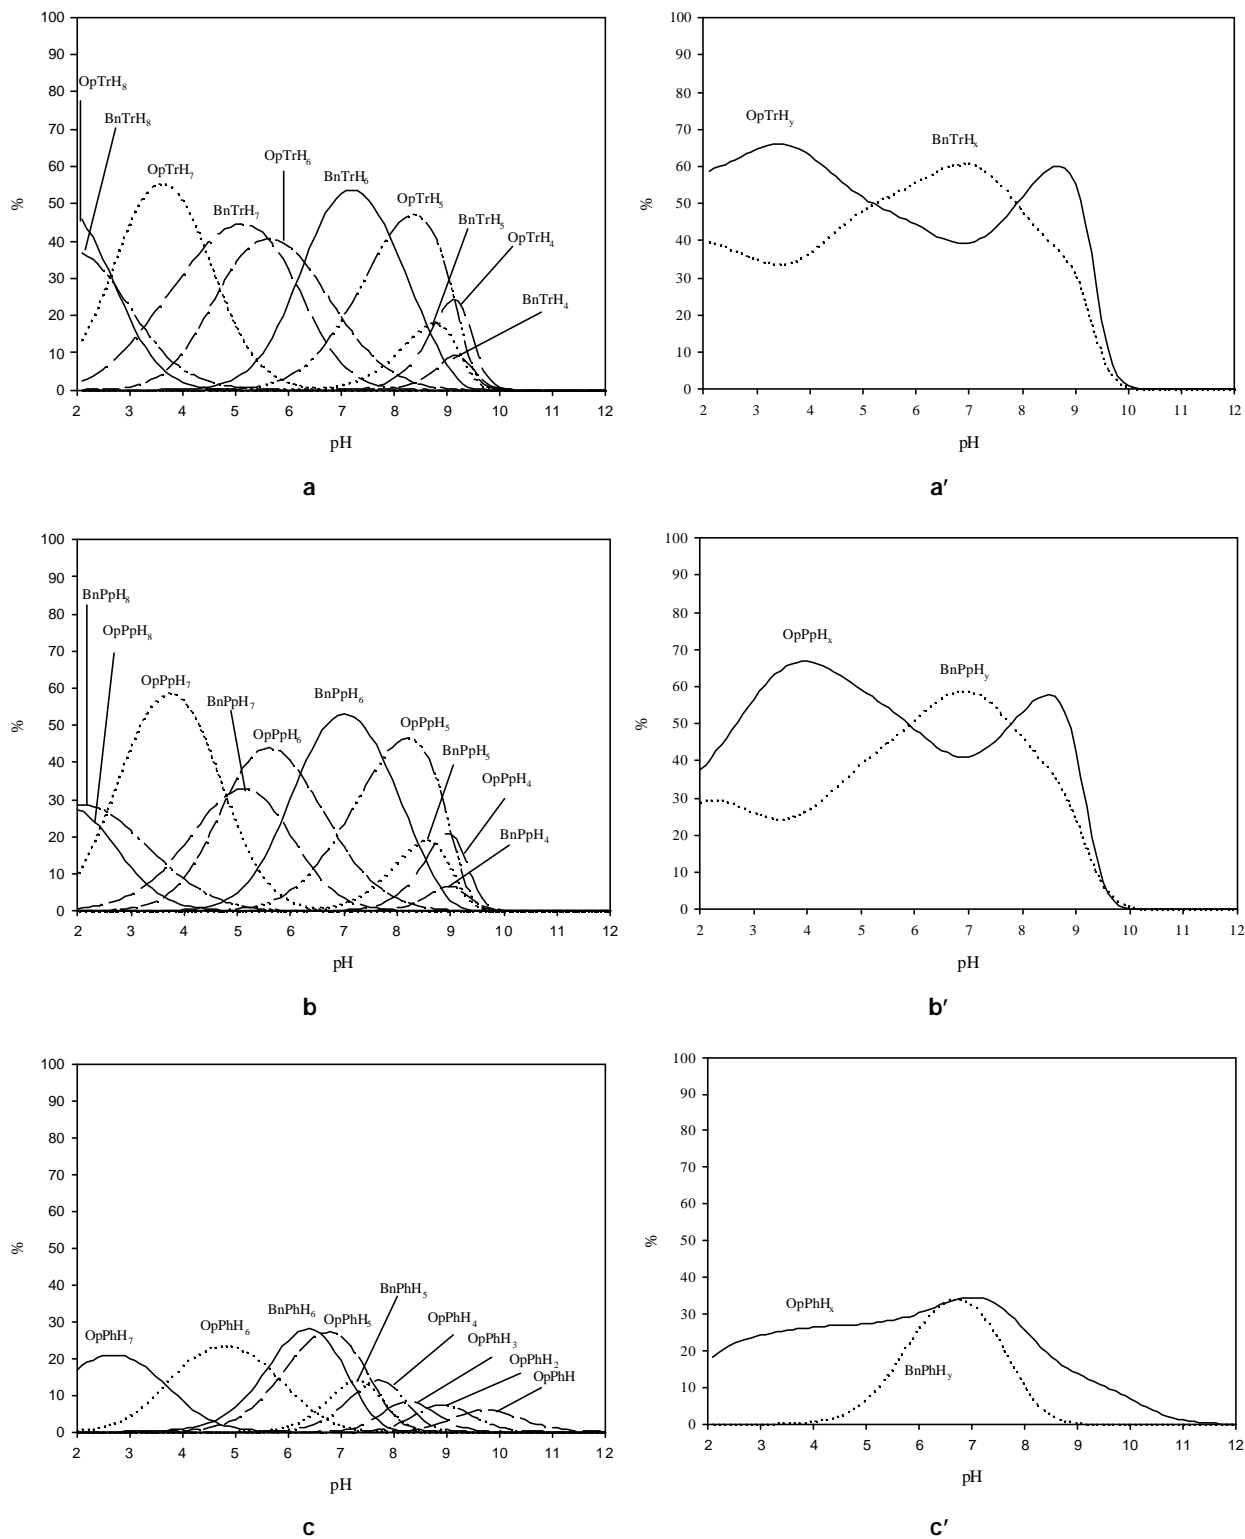 100
90
80
70
60
50
40
30
20
10
0
%
OpTrH₈
BnTrH₈
OpTrH₇
BnTrH₇
OpTrH₆
BnTrH₆
OpTrH₅
BnTrH₅
OpTrH₄
BnTrH₄
2 3 4 5 6 7 8 9 10 11 12
pH
a
100
90
80
70
60
50
40
30
20
10
0
%
OpTrHy
BnTrHx
2 3 4 5 6 7 8 9 10 11 12
pH
a′
100
90
80
70
60
50
40
30
20
10
0
%
BnPpH₈
OpPpH₈
OpPpH₇
BnPpH₇
OpPpH₆
BnPpH₆
OpPpH₅
BnPpH₅
OpPpH₄
BnPpH₄
2 3 4 5 6 7 8 9 10 11 12
pH
b
100
90
80
70
60
50
40
30
20
10
0
%
OpPpHx
BnPpHy
2 3 4 5 6 7 8 9 10 11 12
pH
b′
100
90
80
70
60
50
40
30
20
10
0
%
OpPhH₇
OpPhH₆
BnPhH₆
OpPhH₅
BnPhH₅
OpPhH₄
OpPhH₃
OpPhH₂
OpPhH
2 3 4 5 6 7 8 9 10 11 12
pH
c
100
90
80
70
60
50
40
30
20
10
0
%
OpPhHx
BnPhHy
2 3 4 5 6 7 8 9 10 11 12
pH
c′